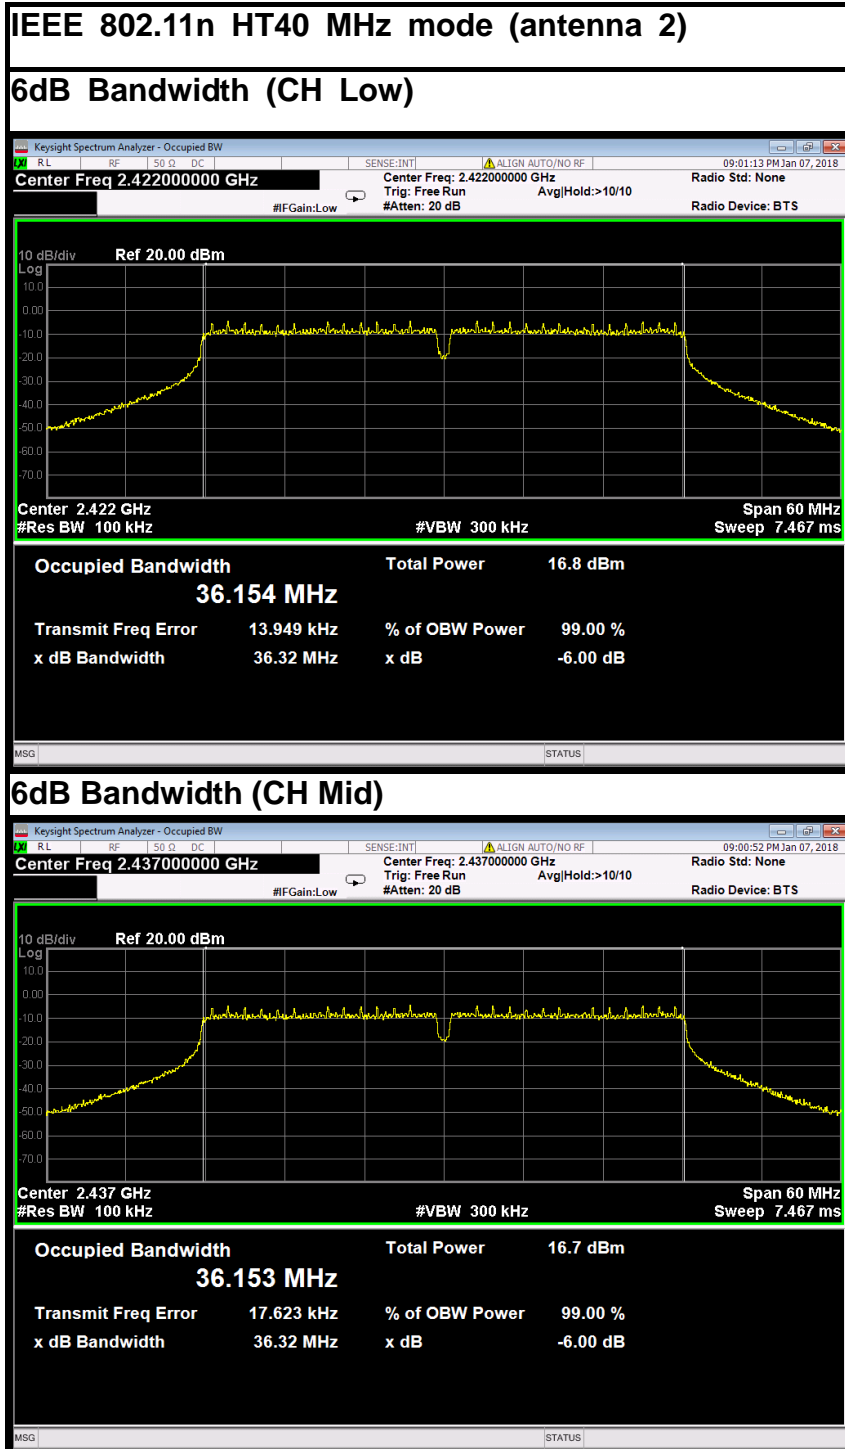 IEEE 802.11n HT40 MHz mode (antenna 2)
6dB Bandwidth (CH Low)
Keysight Spectrum Analyzer - Occupied BW
LXI RL RF 50 Ω DC SENSE:INT ALIGN AUTO/NO RF 09:01:13 PM Jan 07, 2018
Center Freq 2.422000000 GHz Center Freq: 2.422000000 GHz Radio Std: None
Trig: Free Run Avg|Hold:>10/10
#IFGain:Low #Atten: 20 dB Radio Device: BTS
10 dB/div Ref 20.00 dBm
Log
10.0
0.00
-10.0
-20.0
-30.0
-40.0
-50.0
-60.0
-70.0
Center 2.422 GHz Span 60 MHz
#Res BW 100 kHz #VBW 300 kHz Sweep 7.467 ms
Occupied Bandwidth Total Power 16.8 dBm
36.154 MHz
Transmit Freq Error 13.949 kHz % of OBW Power 99.00 %
x dB Bandwidth 36.32 MHz x dB -6.00 dB
MSG STATUS
6dB Bandwidth (CH Mid)
Keysight Spectrum Analyzer - Occupied BW
LXI RL RF 50 Ω DC SENSE:INT ALIGN AUTO/NO RF 09:00:52 PM Jan 07, 2018
Center Freq 2.437000000 GHz Center Freq: 2.437000000 GHz Radio Std: None
Trig: Free Run Avg|Hold:>10/10
#IFGain:Low #Atten: 20 dB Radio Device: BTS
10 dB/div Ref 20.00 dBm
Log
10.0
0.00
-10.0
-20.0
-30.0
-40.0
-50.0
-60.0
-70.0
Center 2.437 GHz Span 60 MHz
#Res BW 100 kHz #VBW 300 kHz Sweep 7.467 ms
Occupied Bandwidth Total Power 16.7 dBm
36.153 MHz
Transmit Freq Error 17.623 kHz % of OBW Power 99.00 %
x dB Bandwidth 36.32 MHz x dB -6.00 dB
MSG STATUS